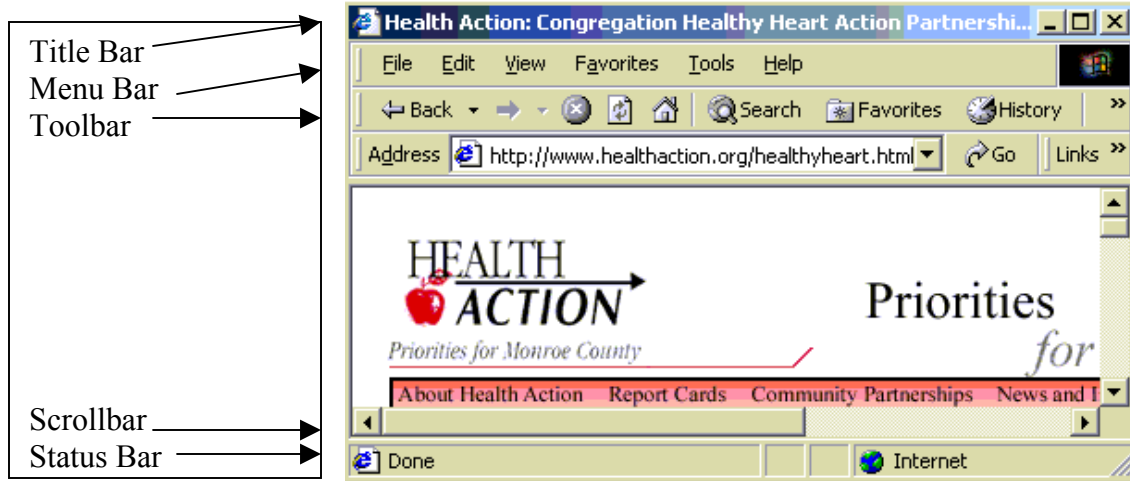 Title Bar
Menu Bar
Toolbar
Scrollbar
Status Bar
Health Action: Congregation Healthy Heart Action Partnershi...
File Edit View Favorites Tools Help
Back Search Favorites History »
Address http://www.healthaction.org/healthyheart.html Go Links »
HEALTH
ACTION
Priorities for Monroe County
Priorities
for
About Health Action Report Cards Community Partnerships News and
Done Internet